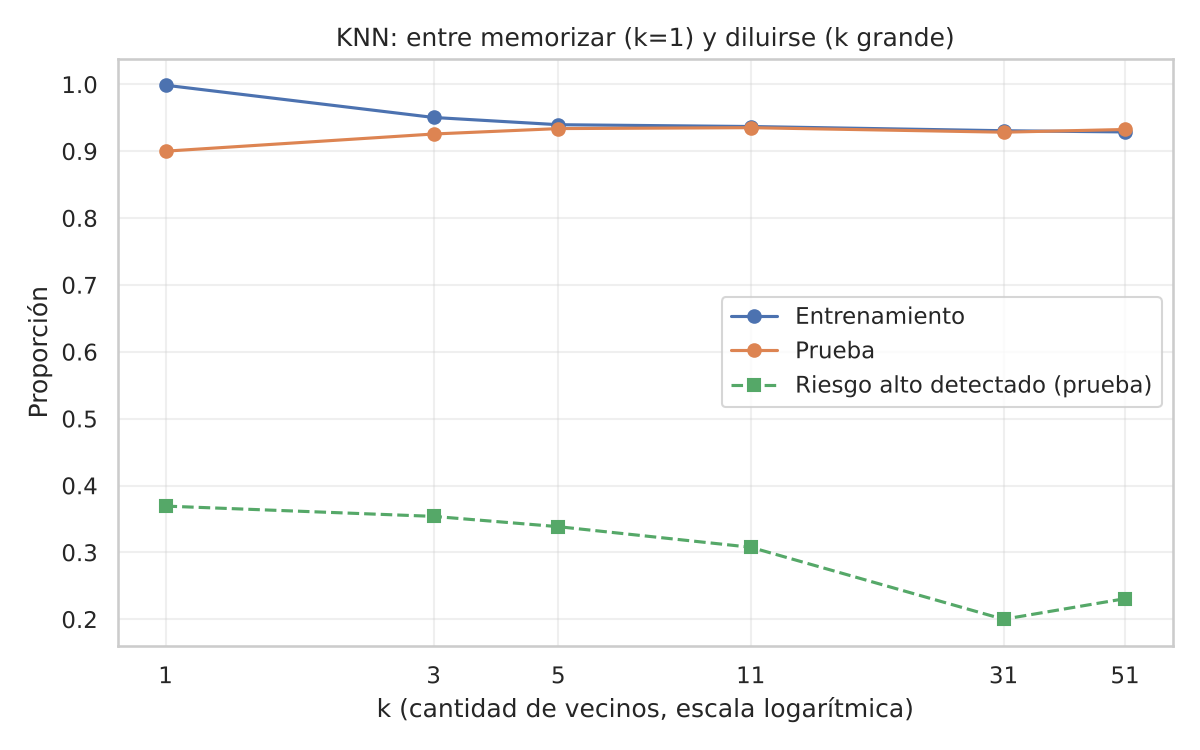 KNN: entre memorizar (k=1) y diluirse (k grande)
Proporción
1.0
0.9
0.8
0.7
0.6
0.5
0.4
0.3
0.2
Entrenamiento
Prueba
Riesgo alto detectado (prueba)
1 3 5 11 31 51
k (cantidad de vecinos, escala logarítmica)